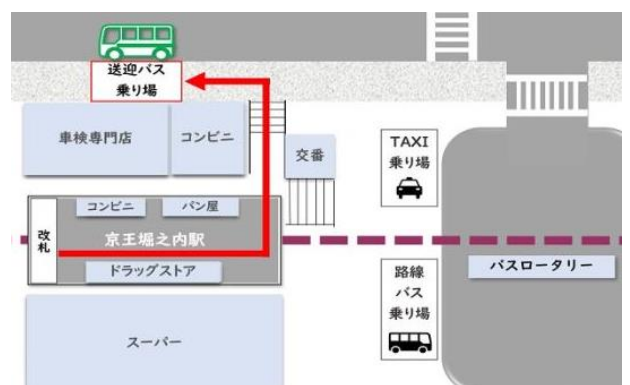 送迎バス
乗り場
車検専門店
コンビニ
交番
TAXI
乗り場
コンビニ
パン屋
改札
京王堀之内駅
ドラッグストア
路線
バス
乗り場
バスロータリー
スーパー